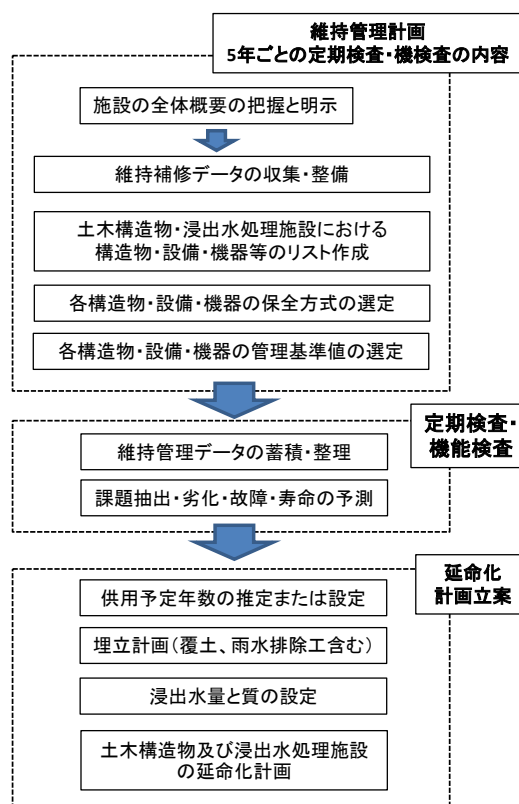 維持管理計画
5年ごとの定期検査・機検査の内容
施設の全体概要の把握と明示
維持補修データの収集・整備
土木構造物・浸出水処理施設における
構造物・設備・機器等のリスト作成
各構造物・設備・機器の保全方式の選定
各構造物・設備・機器の管理基準値の選定
定期検査・
機能検査
維持管理データの蓄積・整理
課題抽出・劣化・故障・寿命の予測
延命化
計画立案
供用予定年数の推定または設定
埋立計画(覆土、雨水排除工含む)
浸出水量と質の設定
土木構造物及び浸出水処理施設
の延命化計画